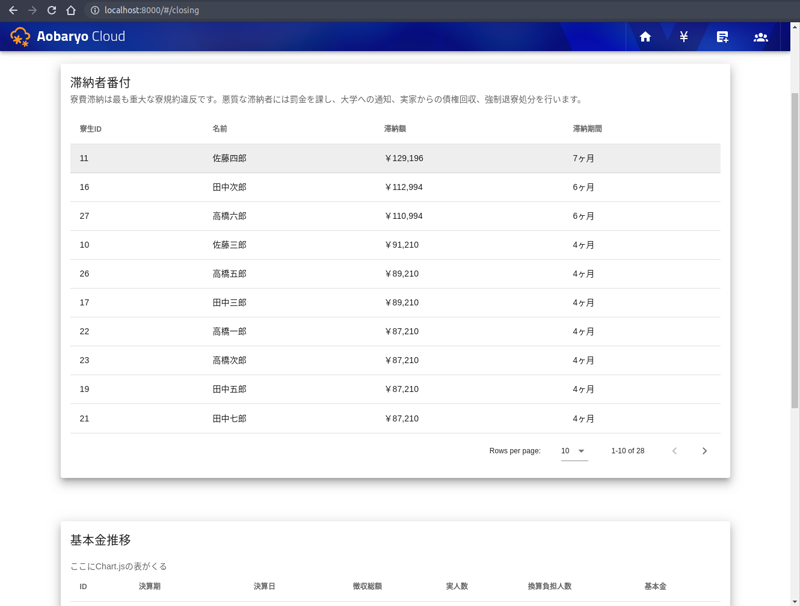 localhost:8000/#/closing
Aobaryo Cloud
滞納者番付
寮費滞納は最も重大な寮規約違反です。悪質な滞納者には罰金を課し、大学への通知、実家からの債権回収、強制退寮処分を行います。
寮生ID 名前 滞納額 滞納期間
11 佐藤四郎 ￥129,196 7ヶ月
16 田中次郎 ￥112,994 6ヶ月
27 高橋六郎 ￥110,994 6ヶ月
10 佐藤三郎 ￥91,210 4ヶ月
26 高橋五郎 ￥89,210 4ヶ月
17 田中三郎 ￥89,210 4ヶ月
22 高橋一郎 ￥87,210 4ヶ月
23 高橋次郎 ￥87,210 4ヶ月
19 田中五郎 ￥87,210 4ヶ月
21 田中七郎 ￥87,210 4ヶ月
Rows per page: 10 1-10 of 28
基本金推移
ここにChart.jsの表がくる
ID 決算期 決算日 徴収総額 実人数 換算負担人数 基本金